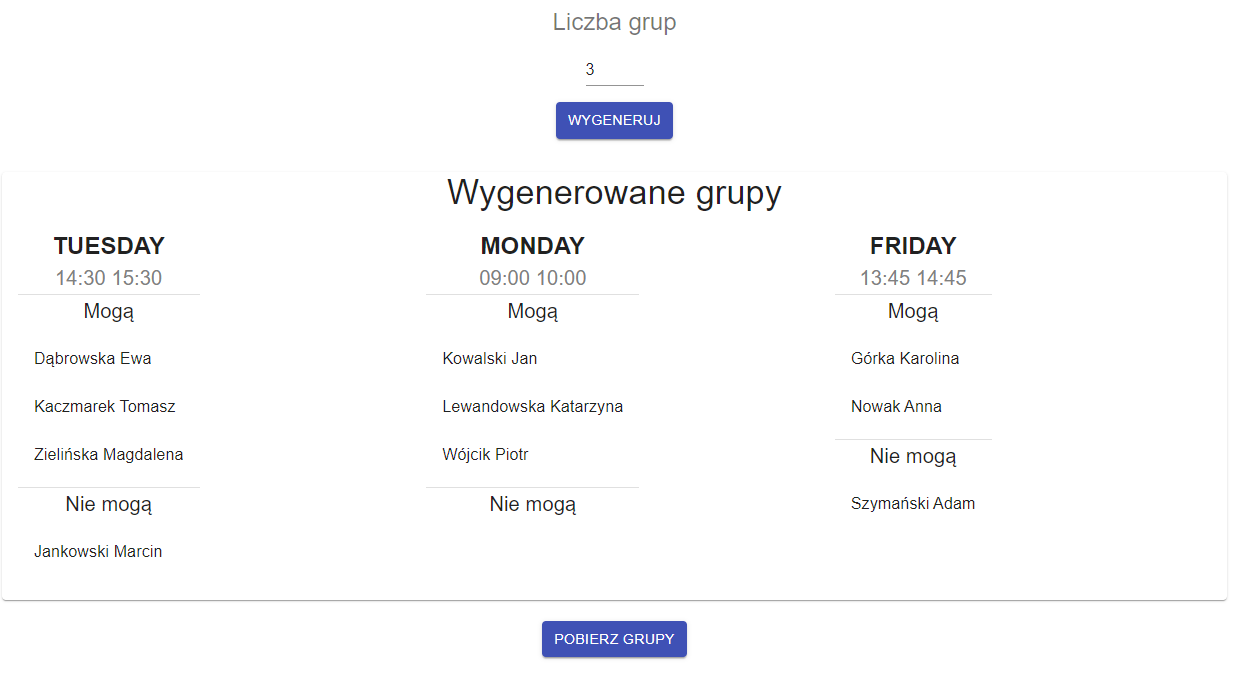 Liczba grup
3
WYGENERUJ
Wygenerowane grupy
TUESDAY
14:30 15:30
Mogą
Dąbrowska Ewa
Kaczmarek Tomasz
Zielińska Magdalena
Nie mogą
Jankowski Marcin
MONDAY
09:00 10:00
Mogą
Kowalski Jan
Lewandowska Katarzyna
Wójcik Piotr
Nie mogą
FRIDAY
13:45 14:45
Mogą
Górka Karolina
Nowak Anna
Nie mogą
Szymański Adam
POBIERZ GRUPY